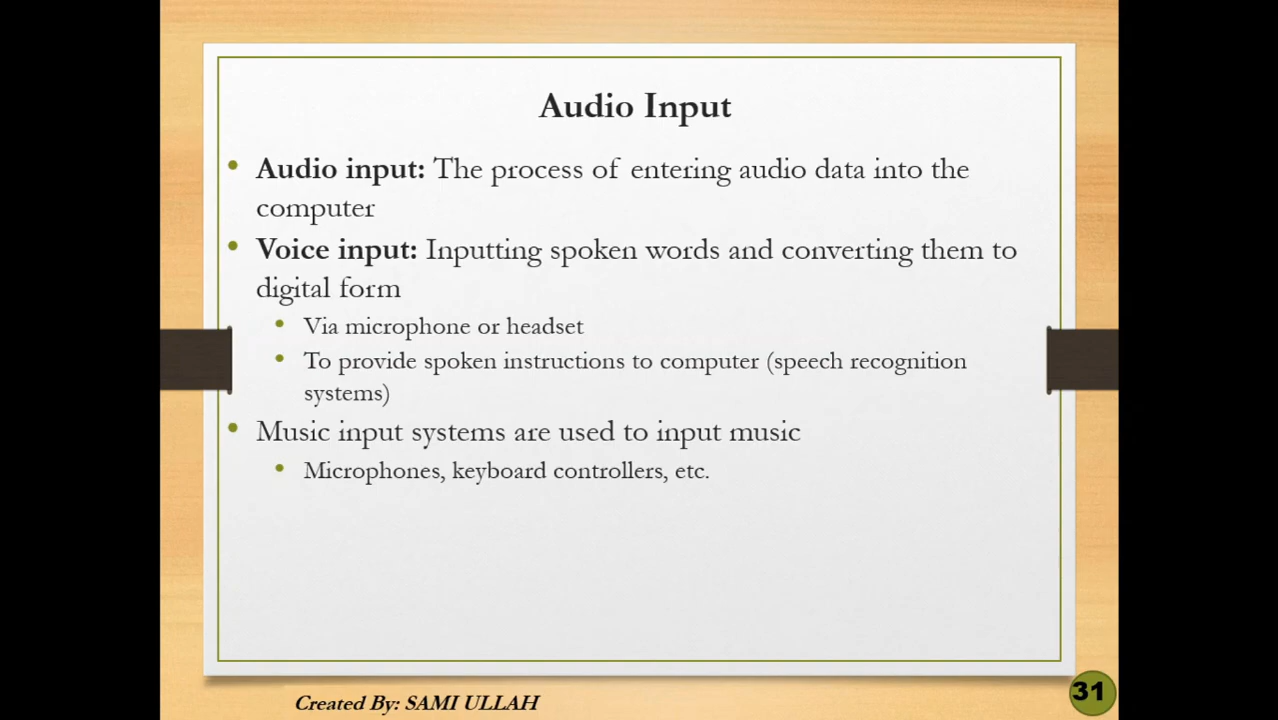 Audio Input
• Audio input: The process of entering audio data into the
computer
• Voice input: Inputting spoken words and converting them to
digital form
• Via microphone or headset
• To provide spoken instructions to computer (speech recognition
systems)
• Music input systems are used to input music
• Microphones, keyboard controllers, etc.
Created By: SAMI ULLAH
31